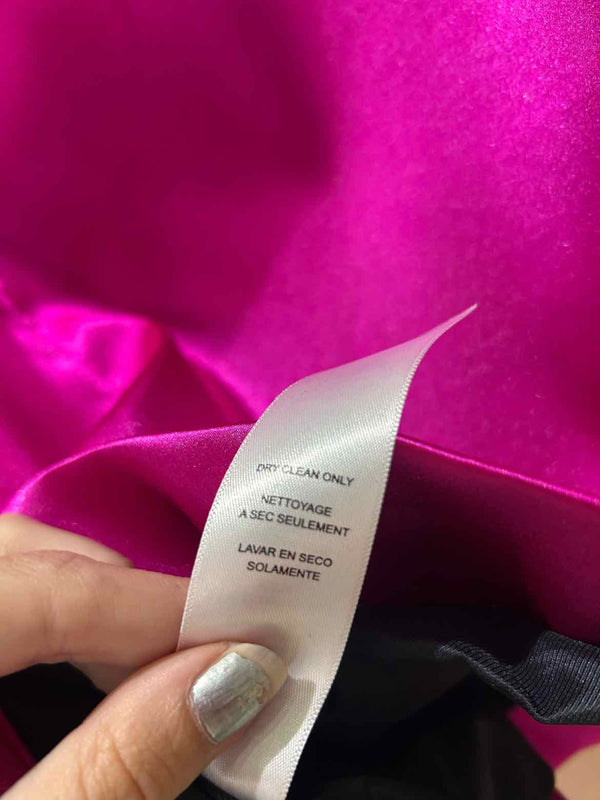 DRY CLEAN ONLY
NETTOYAGE
A SEC SEULEMENT
LAVAR EN SECO
SOLAMENTE